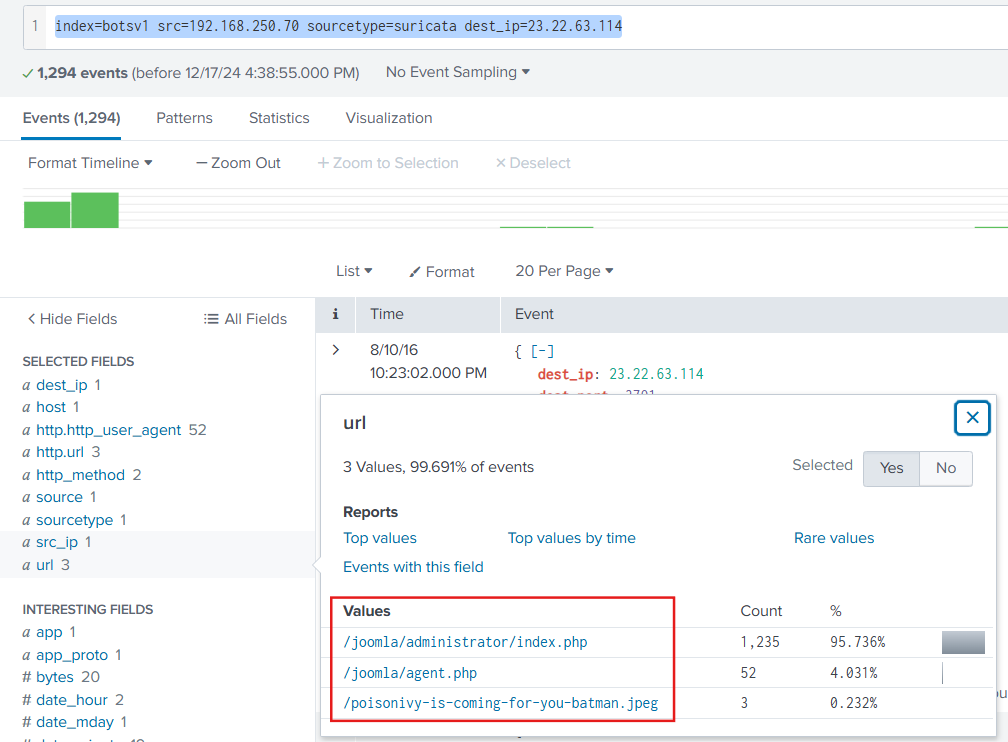 1 index=botsv1 src=192.168.250.70 sourcetype=suricata dest_ip=23.22.63.114
1,294 events (before 12/17/24 4:38:55.000 PM) No Event Sampling
Events (1,294) Patterns Statistics Visualization
Format Timeline — Zoom Out + Zoom to Selection × Deselect
List Format 20 Per Page
< Hide Fields All Fields
i Time Event
SELECTED FIELDS
a dest_ip 1
a host 1
a http.http_user_agent 52
a http.url 3
a http_method 2
a source 1
a sourcetype 1
a src_ip 1
a url 3
INTERESTING FIELDS
a app 1
a app_proto 1
# bytes 20
# date_hour 2
# date_mday 1
> 8/10/16 { [-]
10:23:02.000 PM dest_ip: 23.22.63.114
url
3 Values, 99.691% of events Selected Yes No
Reports
Top values Top values by time Rare values
Events with this field
Values Count %
/joomla/administrator/index.php 1,235 95.736%
/joomla/agent.php 52 4.031%
/poisonivy-is-coming-for-you-batman.jpeg 3 0.232%